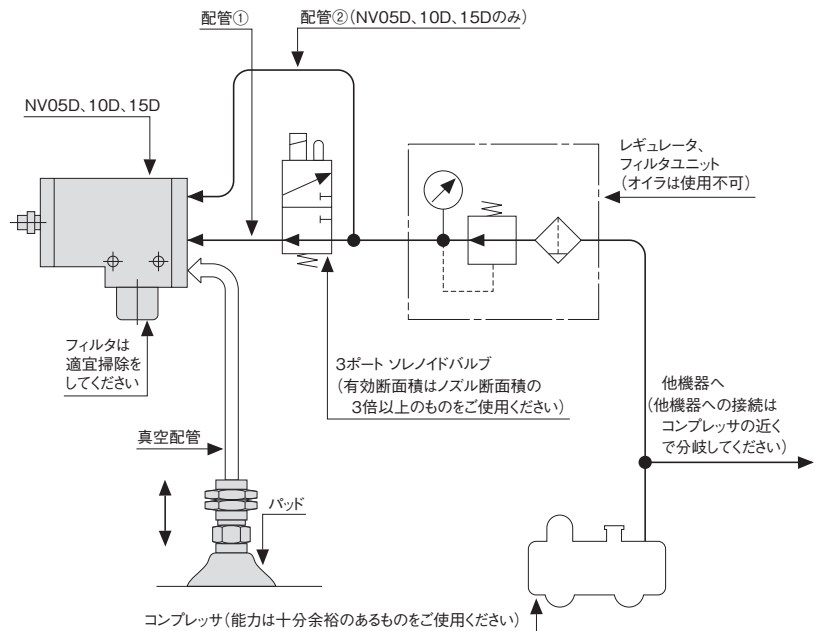 配管①
配管②(NV05D、10D、15Dのみ)
NV05D、10D、15D
レギュレータ、
フィルタユニット
(オイラは使用不可)
フィルタは
適宜掃除を
してください
3ポート ソレノイドバルブ
(有効断面積はノズル断面積の
3倍以上のものをご使用ください)
他機器へ
(他機器への接続は
コンプレッサの近く
で分岐してください)
真空配管
パッド
コンプレッサ(能力は十分余裕のあるものをご使用ください)